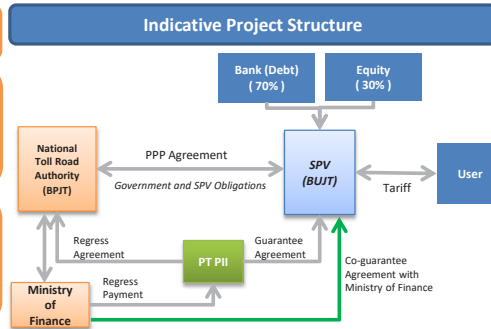 Indicative Project Structure
Bank (Debt)
( 70% )
Equity
( 30% )
National
Toll Road
Authority
(BPJT)
PPP Agreement
Government and SPV Obligations
SPV
(BUJT)
Tariff
User
Regress
Agreement
PT PII
Guarantee
Agreement
Co-guarantee
Agreement with
Ministry of Finance
Regress
Payment
Ministry
of
Finance